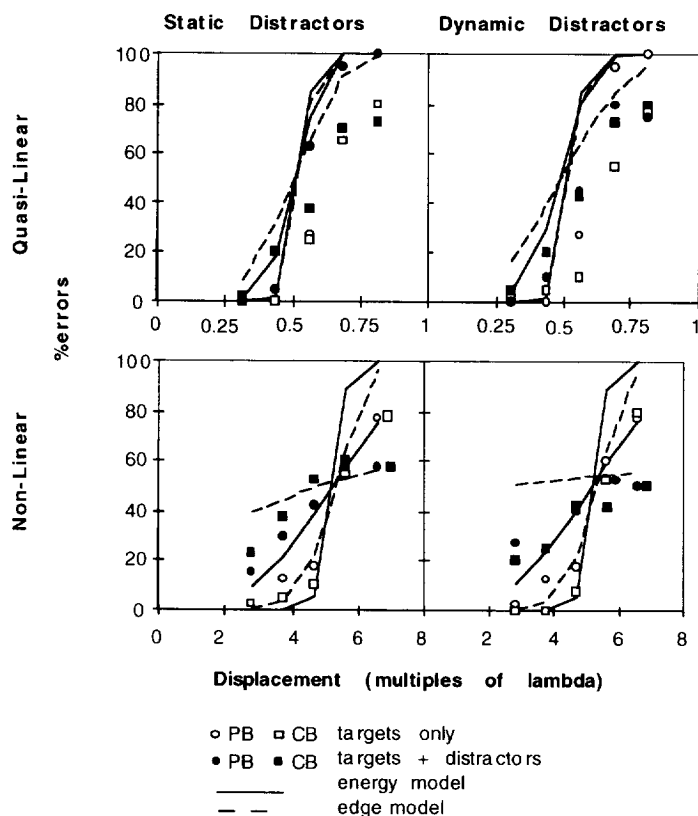 Static Distractors Dynamic Distractors
100
80
60
40
20
0
0 0.25 0.5 0.75 1 0.25 0.5 0.75 1
Quasi-Linear
%errors
100
80
60
40
20
0
0 2 4 6 8 2 4 6 8
Non-Linear
Displacement (multiples of lambda)
PB CB targets only
PB CB targets + distractors
energy model
edge model